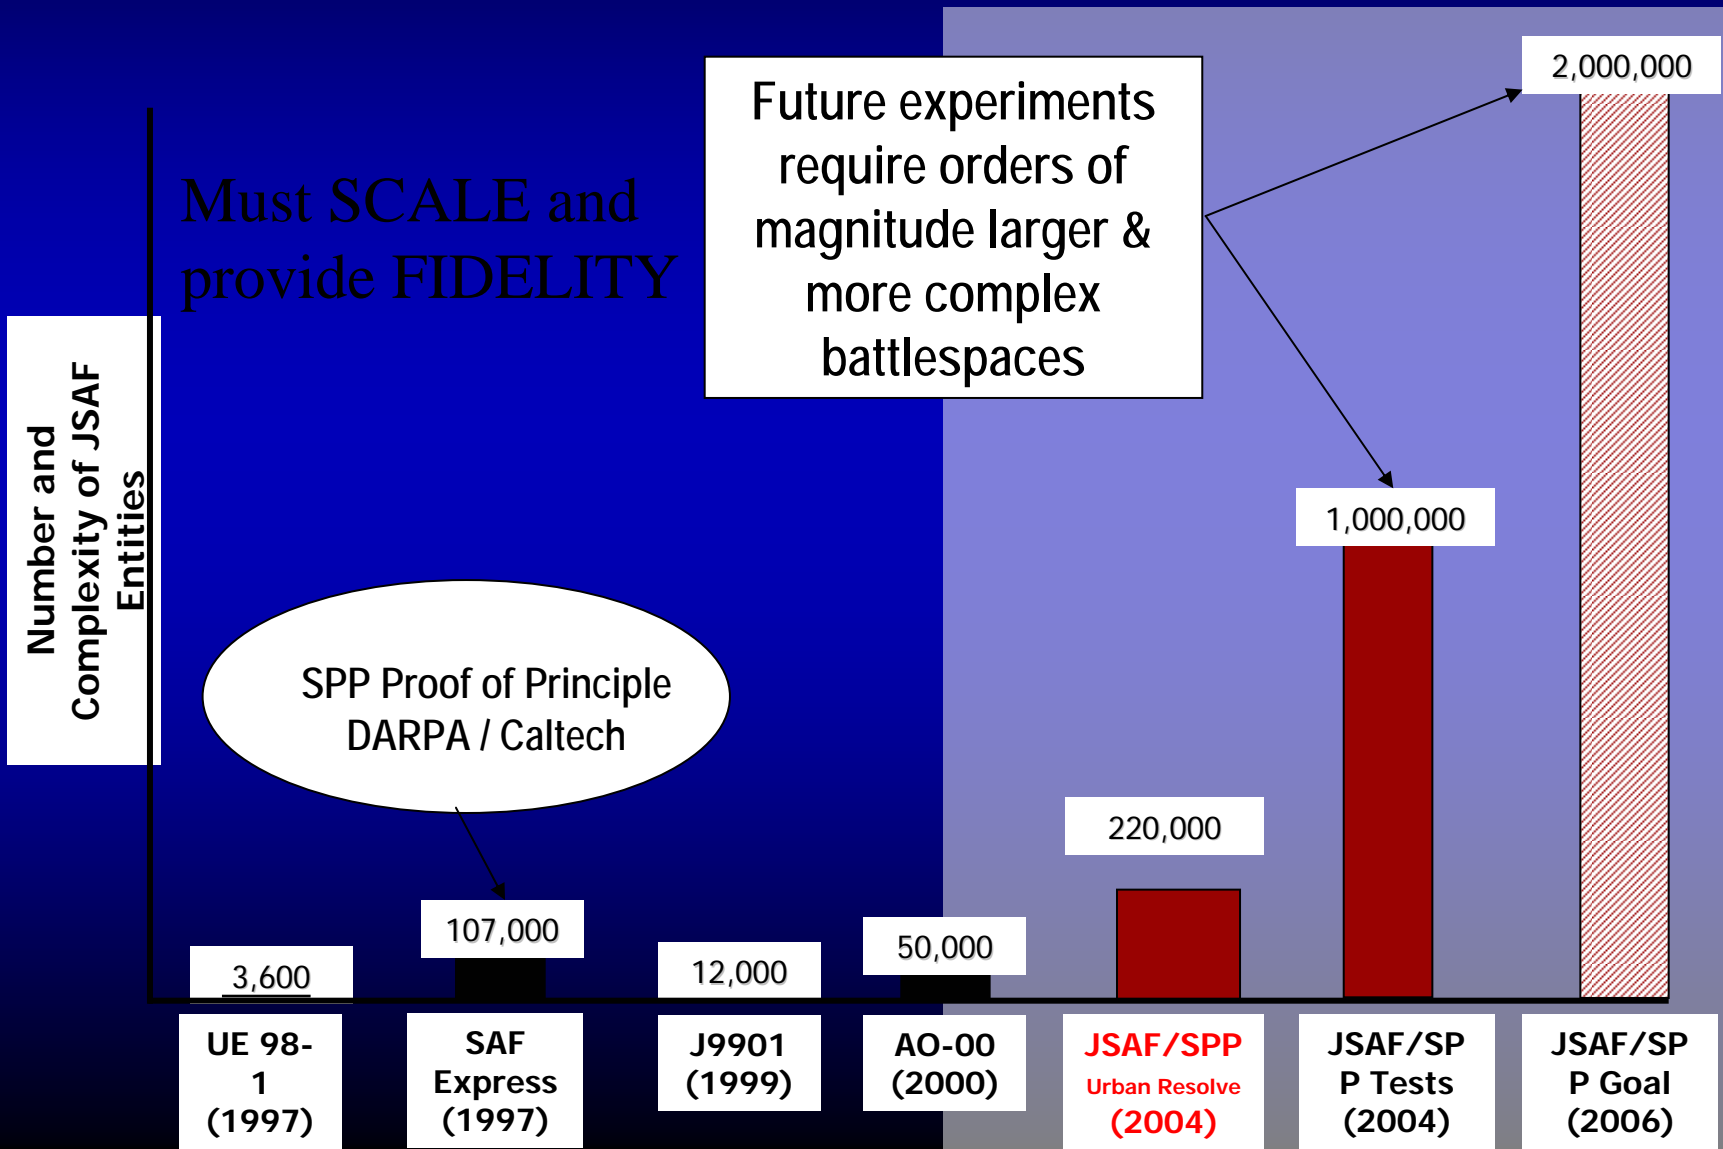 Must SCALE and
provide FIDELITY
Future experiments
require orders of
magnitude larger &
more complex
battlespaces
Number and
Complexity of JSAF
Entities
SPP Proof of Principle
DARPA / Caltech
3,600
107,000
12,000
50,000
220,000
1,000,000
2,000,000
UE 98-
1
(1997)
SAF
Express
(1997)
J9901
(1999)
AO-00
(2000)
JSAF/SPP
Urban Resolve
(2004)
JSAF/SP
P Tests
(2004)
JSAF/SP
P Goal
(2006)